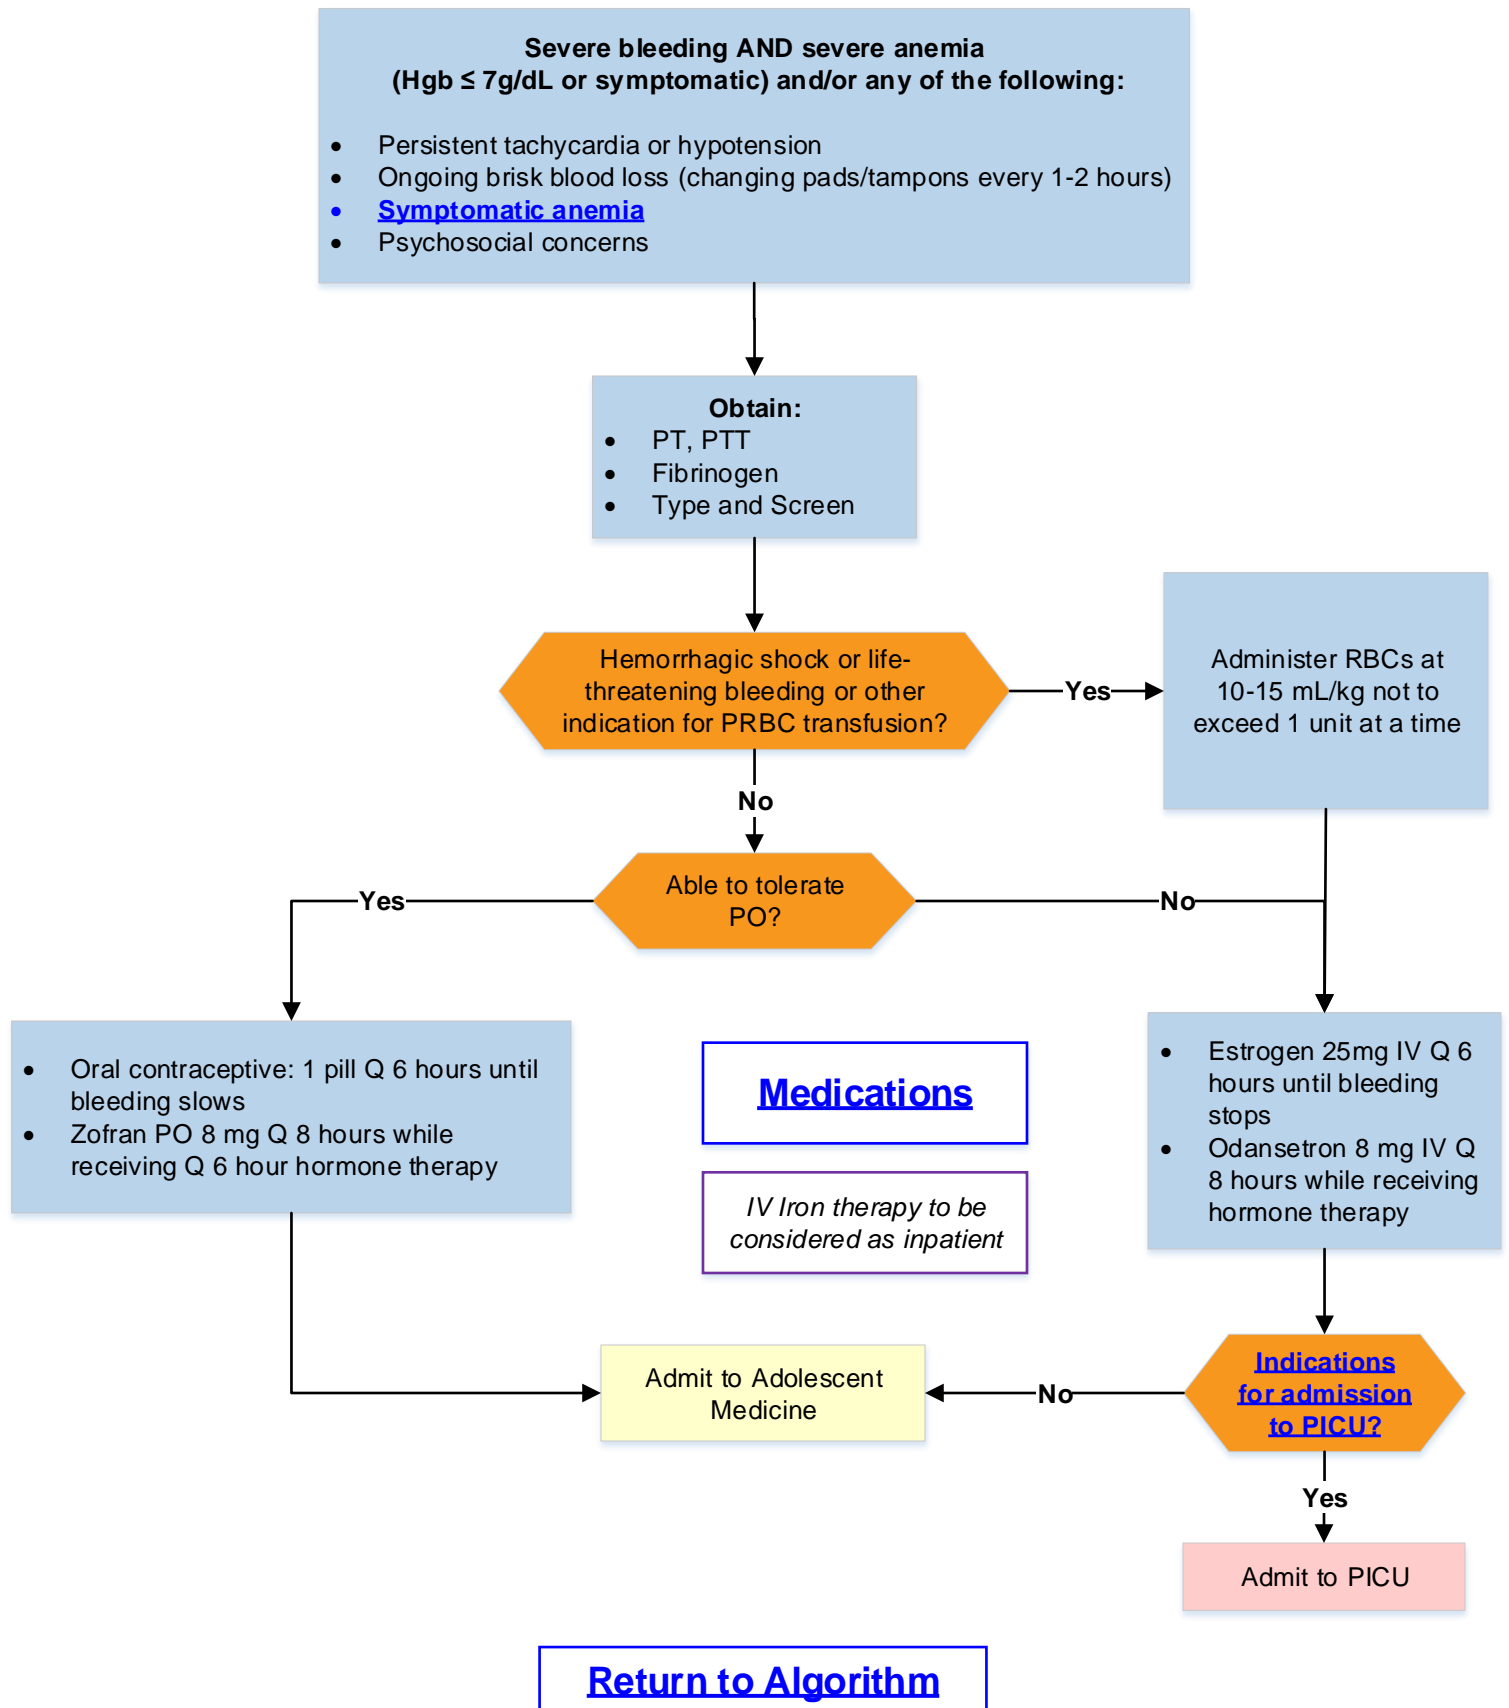 Severe bleeding AND severe anemia
(Hgb ≤ 7g/dL or symptomatic) and/or any of the following:
• Persistent tachycardia or hypotension
• Ongoing brisk blood loss (changing pads/tampons every 1-2 hours)
• Symptomatic anemia
• Psychosocial concerns
Obtain:
• PT, PTT
• Fibrinogen
• Type and Screen
Hemorrhagic shock or life-
threatening bleeding or other
indication for PRBC transfusion?
Yes
Administer RBCs at
10-15 mL/kg not to
exceed 1 unit at a time
No
Able to tolerate
PO?
Yes
No
• Oral contraceptive: 1 pill Q 6 hours until
bleeding slows
• Zofran PO 8 mg Q 8 hours while
receiving Q 6 hour hormone therapy
Medications
IV Iron therapy to be
considered as inpatient
• Estrogen 25mg IV Q 6
hours until bleeding
stops
• Odansetron 8 mg IV Q
8 hours while receiving
hormone therapy
Admit to Adolescent
Medicine
No
Indications
for admission
to PICU?
Yes
Admit to PICU
Return to Algorithm